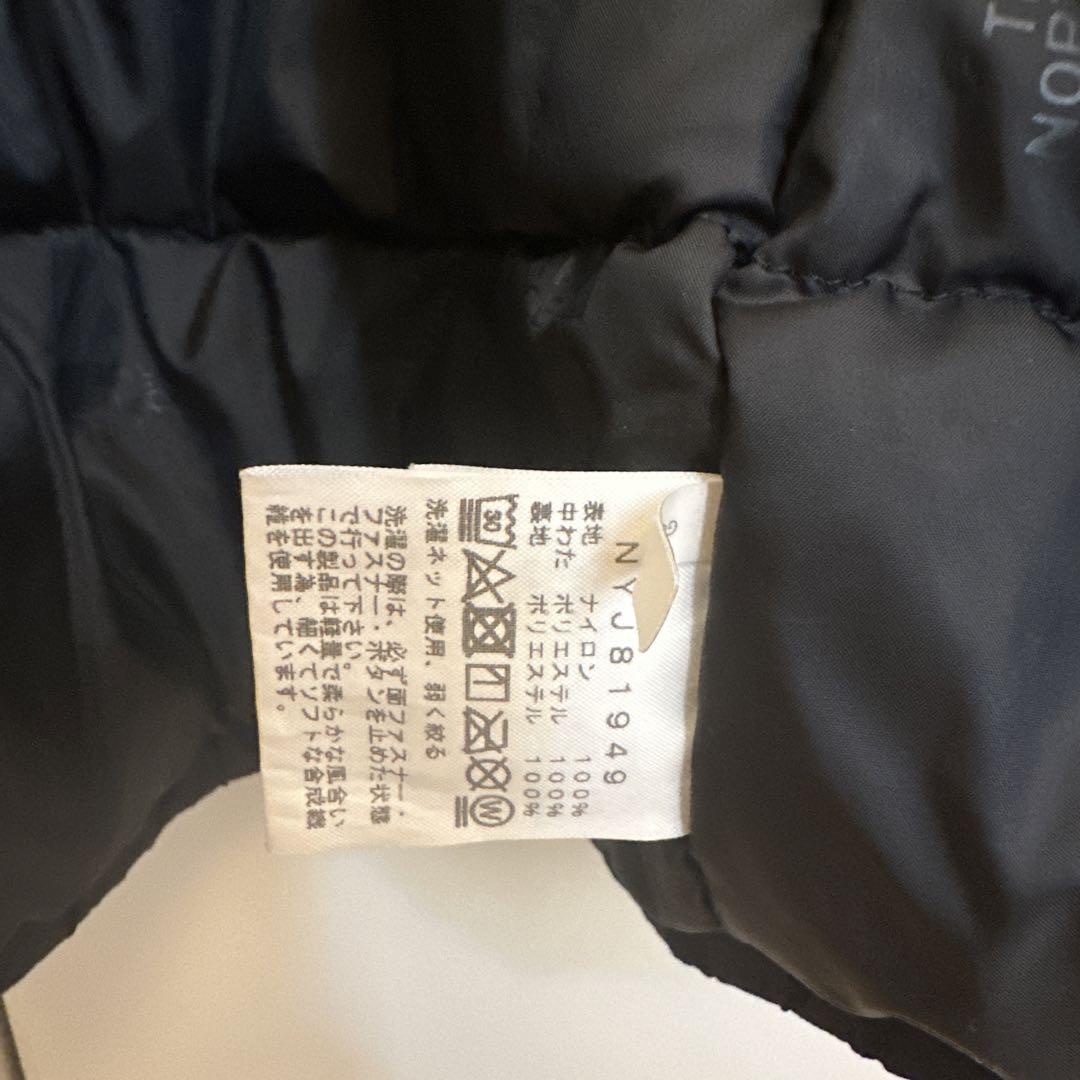 NYJ81949
表地 ナイロン 100%
中わた ポリエステル 100%
裏地 ポリエステル 100%
30
W
洗濯ネット使用、弱く絞る
洗濯の際は、必ず面ファスナー・
ファスナー・ボタンを止めた状態
で行って下さい。
この製品は軽量で柔らかな風合い
を出す為、細くてソフトな合成繊
維を使用しています。